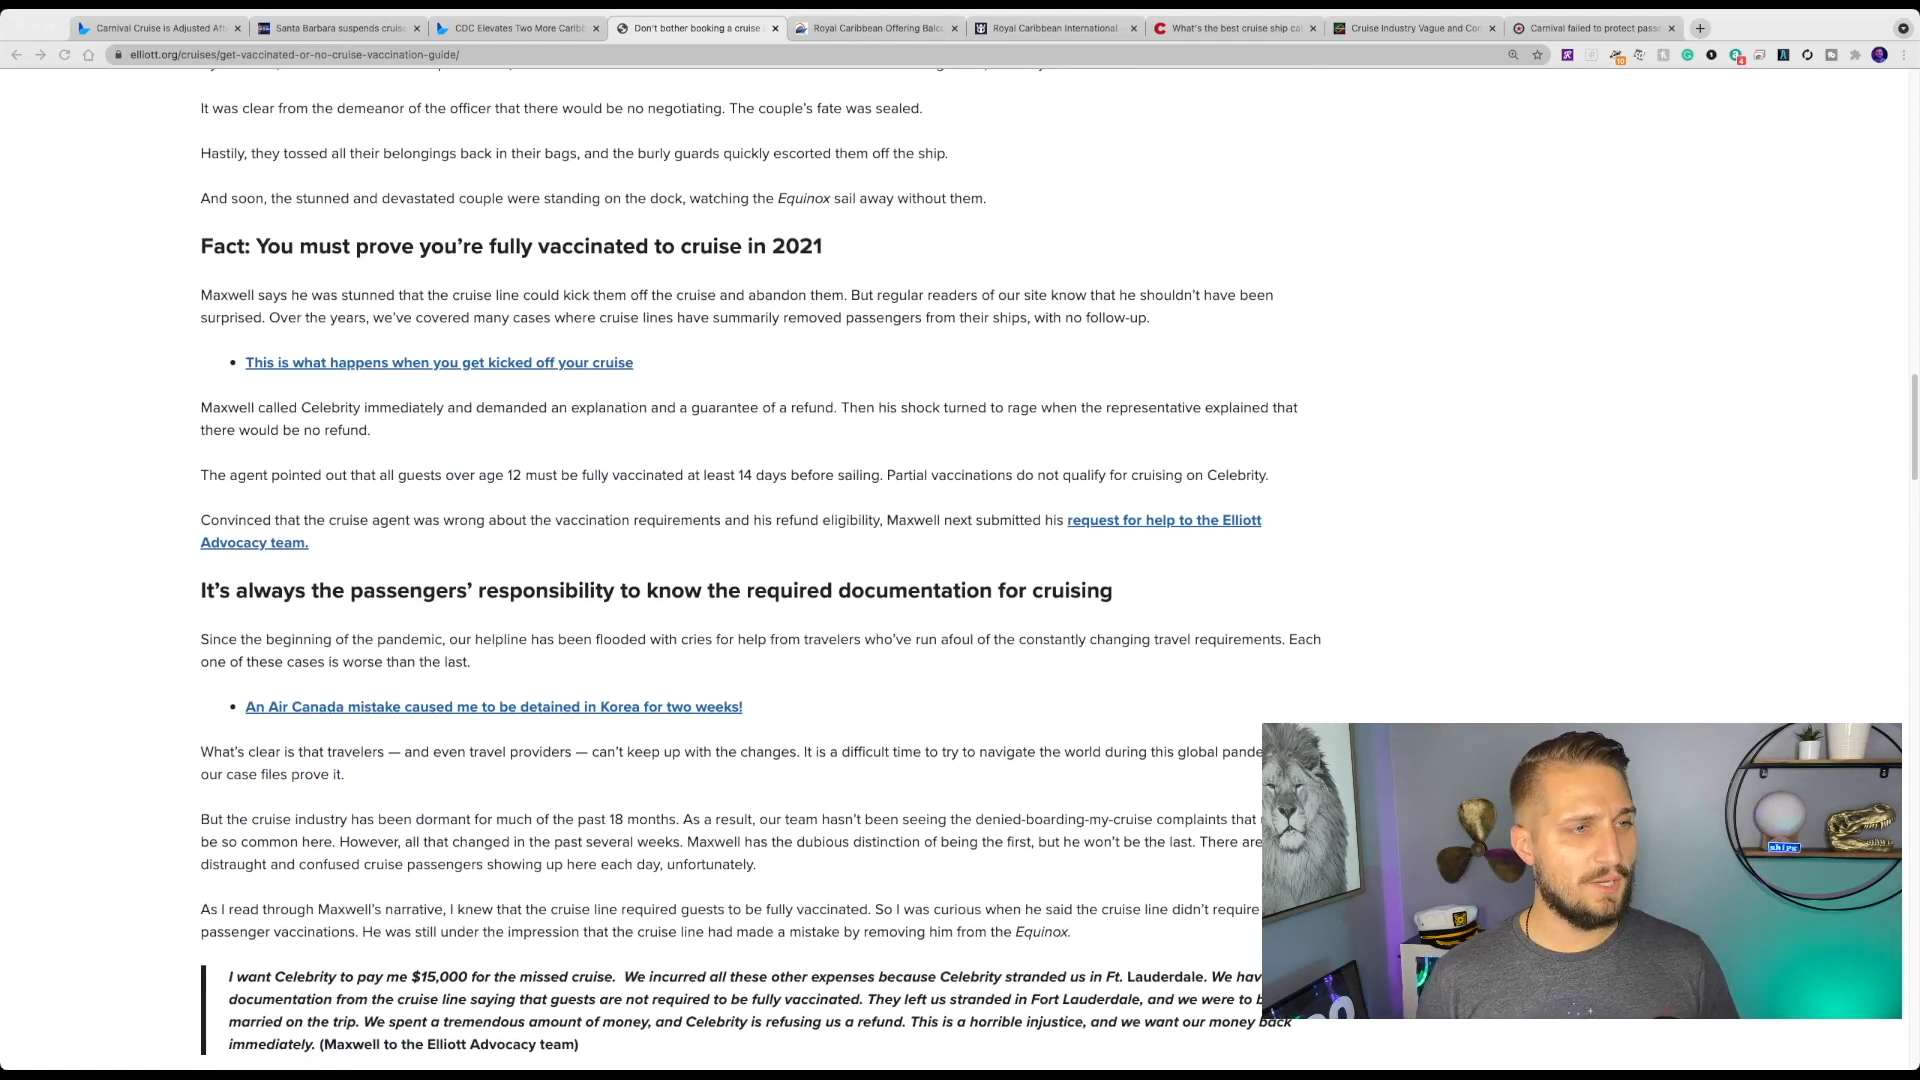 Carnival Cruise is Adjusted Aft
Santa Barbara suspends cruise
CDC Elevates Two More Caribb
Don't bother booking a cruise
Royal Caribbean Offering Balc
Royal Caribbean International
What's the best cruise ship ca
Cruise Industry Vague and Con
Carnival failed to protect passe
elliott.org/cruises/get-vaccinated-or-no-cruise-vaccination-guide/
It was clear from the demeanor of the officer that there would be no negotiating. The couple's fate was sealed.
Hastily, they tossed all their belongings back in their bags, and the burly guards quickly escorted them off the ship.
And soon, the stunned and devastated couple were standing on the dock, watching the Equinox sail away without them.
Fact: You must prove you're fully vaccinated to cruise in 2021
Maxwell says he was stunned that the cruise line could kick them off the cruise and abandon them. But regular readers of our site know that he shouldn't have been
surprised. Over the years, we've covered many cases where cruise lines have summarily removed passengers from their ships, with no follow-up.
• This is what happens when you get kicked off your cruise
Maxwell called Celebrity immediately and demanded an explanation and a guarantee of a refund. Then his shock turned to rage when the representative explained that
there would be no refund.
The agent pointed out that all guests over age 12 must be fully vaccinated at least 14 days before sailing. Partial vaccinations do not qualify for cruising on Celebrity.
Convinced that the cruise agent was wrong about the vaccination requirements and his refund eligibility, Maxwell next submitted his request for help to the Elliott
Advocacy team.
It's always the passengers' responsibility to know the required documentation for cruising
Since the beginning of the pandemic, our helpline has been flooded with cries for help from travelers who've run afoul of the constantly changing travel requirements. Each
one of these cases is worse than the last.
• An Air Canada mistake caused me to be detained in Korea for two weeks!
What's clear is that travelers — and even travel providers — can't keep up with the changes. It is a difficult time to try to navigate the world during this global pande
our case files prove it.
But the cruise industry has been dormant for much of the past 18 months. As a result, our team hasn't been seeing the denied-boarding-my-cruise complaints that
be so common here. However, all that changed in the past several weeks. Maxwell has the dubious distinction of being the first, but he won't be the last. There are
distraught and confused cruise passengers showing up here each day, unfortunately.
As I read through Maxwell's narrative, I knew that the cruise line required guests to be fully vaccinated. So I was curious when he said the cruise line didn't require
passenger vaccinations. He was still under the impression that the cruise line had made a mistake by removing him from the Equinox.
I want Celebrity to pay me $15,000 for the missed cruise. We incurred all these other expenses because Celebrity stranded us in Ft. Lauderdale. We hav
documentation from the cruise line saying that guests are not required to be fully vaccinated. They left us stranded in Fort Lauderdale, and we were to b
married on the trip. We spent a tremendous amount of money, and Celebrity is refusing us a refund. This is a horrible injustice, and we want our money back
immediately. (Maxwell to the Elliott Advocacy team)
ships